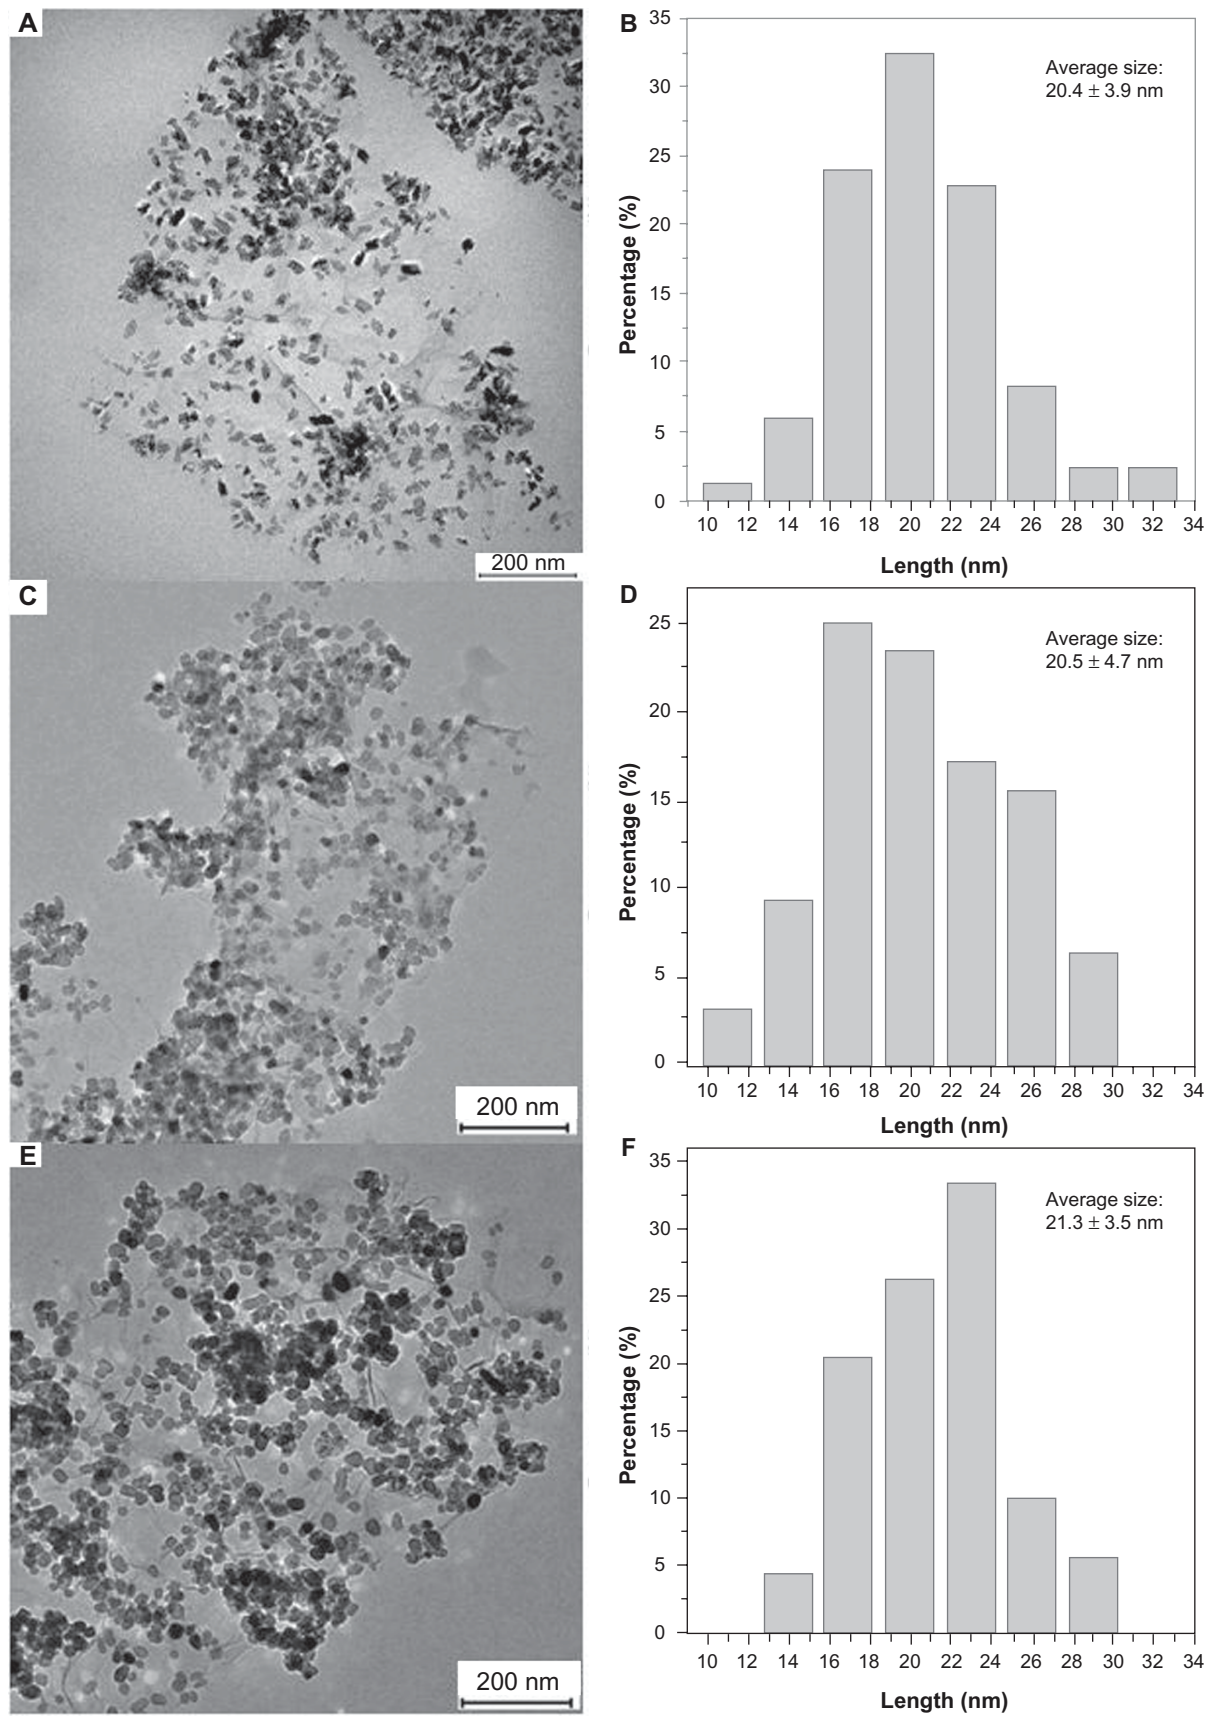 A
200 nm
B
35
30
25
20
15
10
5
0
Percentage (%)
Average size:
20.4 ± 3.9 nm
10 12 14 16 18 20 22 24 26 28 30 32 34
Length (nm)
C
200 nm
D
25
20
15
10
5
0
Percentage (%)
Average size:
20.5 ± 4.7 nm
10 12 14 16 18 20 22 24 26 28 30 32 34
Length (nm)
E
200 nm
F
35
30
25
20
15
10
5
0
Percentage (%)
Average size:
21.3 ± 3.5 nm
10 12 14 16 18 20 22 24 26 28 30 32 34
Length (nm)